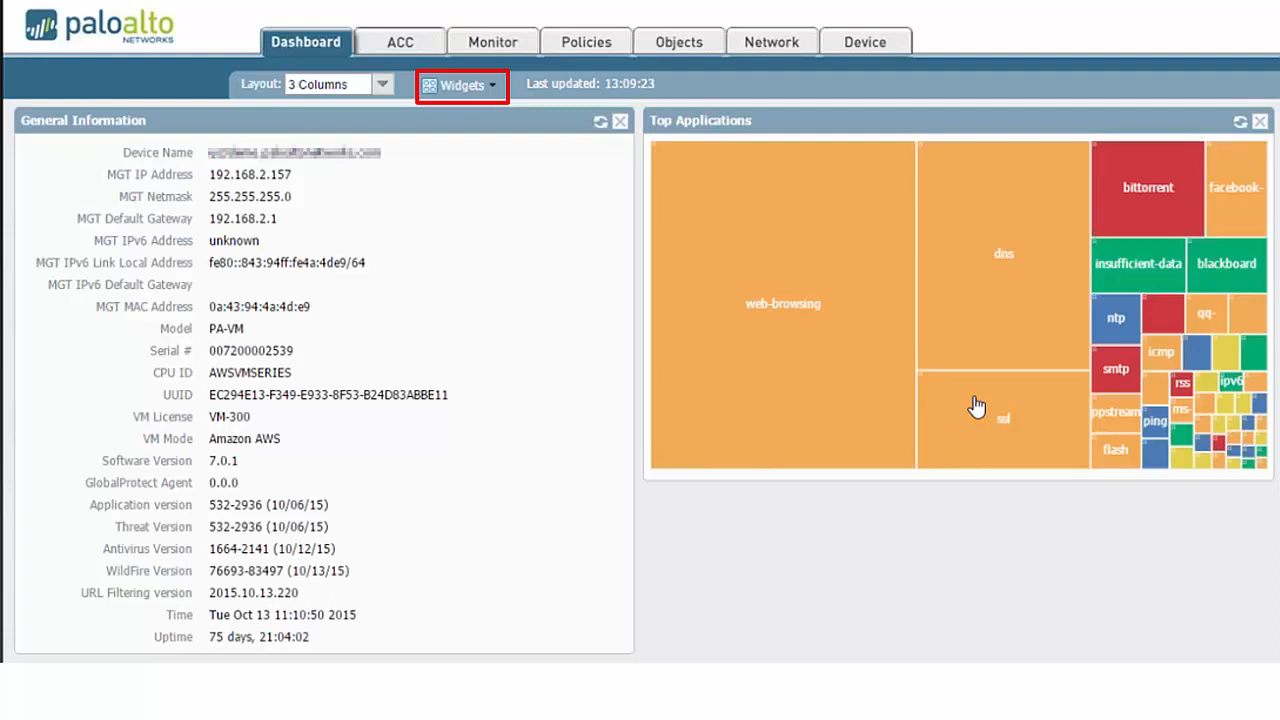 paloalto
NETWORKS
Dashboard
ACC
Monitor
Policies
Objects
Network
Device
Layout: 3 Columns
Widgets
Last updated: 13:09:23
General Information
Device Name
MGT IP Address 192.168.2.157
MGT Netmask 255.255.255.0
MGT Default Gateway 192.168.2.1
MGT IPv6 Address unknown
MGT IPv6 Link Local Address fe80::843:94ff:fe4a:4de9/64
MGT IPv6 Default Gateway
MGT MAC Address 0a:43:94:4a:4d:e9
Model PA-VM
Serial # 007200002539
CPU ID AWSVMSERIES
UUID EC294E13-F349-E933-8F53-B24D83ABBE11
VM License VM-300
VM Mode Amazon AWS
Software Version 7.0.1
GlobalProtect Agent 0.0.0
Application version 532-2936 (10/06/15)
Threat Version 532-2936 (10/06/15)
Antivirus Version 1664-2141 (10/12/15)
WildFire Version 76693-83497 (10/13/15)
URL Filtering version 2015.10.13.220
Time Tue Oct 13 11:10:50 2015
Uptime 75 days, 21:04:02
Top Applications
web-browsing
dns
ssl
bittorrent
facebook-
insufficient-data
blackboard
ntp
qq-
icmp
smtp
rss
ipv6
ppstream
ms-
ping
flash